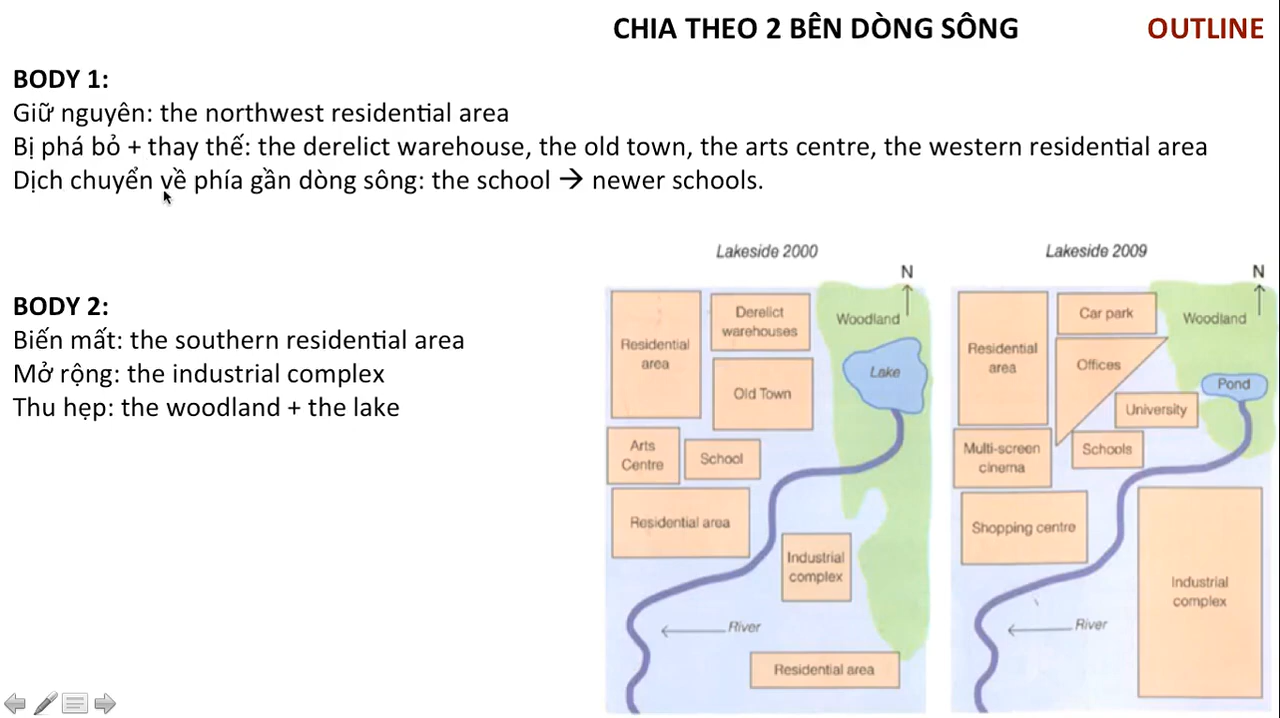 CHIA THEO 2 BÊN DÒNG SÔNG
OUTLINE
BODY 1:
Giữ nguyên: the northwest residential area
Bị phá bỏ + thay thế: the derelict warehouse, the old town, the arts centre, the western residential area
Dịch chuyển về phía gần dòng sông: the school → newer schools.
BODY 2:
Biến mất: the southern residential area
Mở rộng: the industrial complex
Thu hẹp: the woodland + the lake
Lakeside 2000
N
Residential
area
Derelict
warehouses
Woodland
Lake
Old Town
Arts
Centre
School
Residential area
Industrial
complex
River
Residential area
Lakeside 2009
N
Residential
area
Car park
Woodland
Offices
Pond
University
Multi-screen
cinema
Schools
Shopping centre
Industrial
complex
River